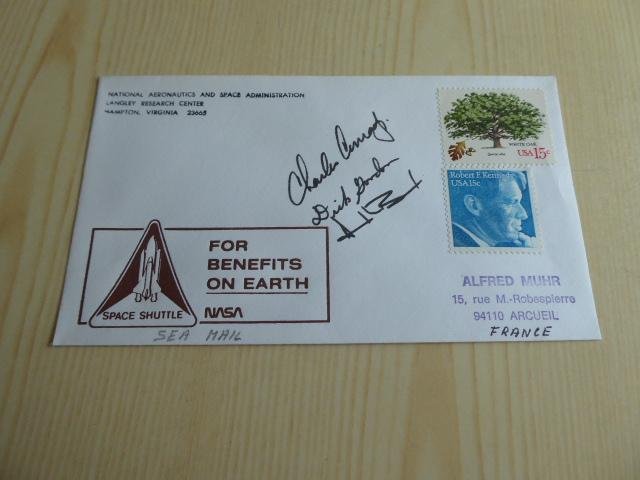 NATIONAL AERONAUTICS AND SPACE ADMINISTRATION
LANGLEY RESEARCH CENTER
HAMPTON, VIRGINIA 23665
WHITE OAK
USA 15c
Robert F. Kennedy
USA 15c
Charles Conrad, Jr.
Dick Gordon
FOR
BENEFITS
ON EARTH
SPACE SHUTTLE
NASA
SEA MAIL
ALFRED MUHR
15, rue M.-Robespierre
94110 ARCUEIL
FRANCE